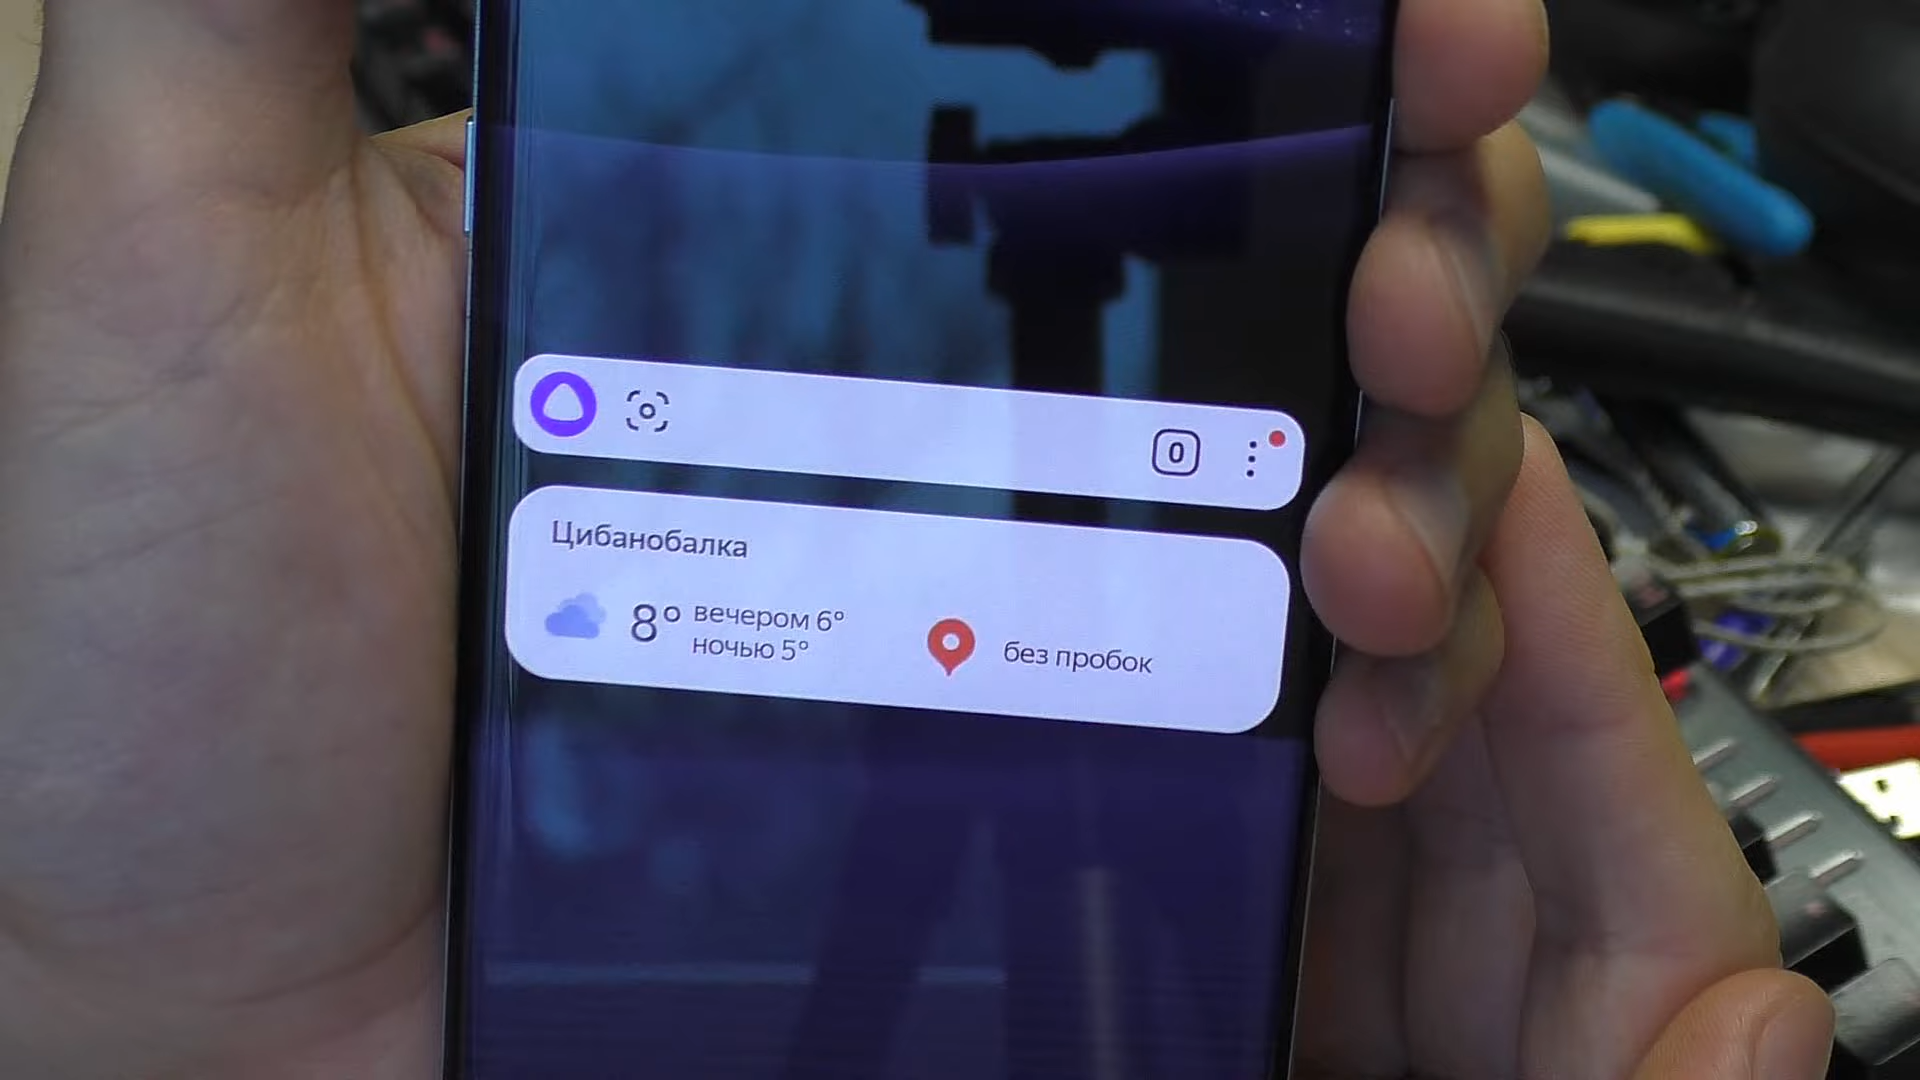 0
Цибанобалка
8° вечером 6°
ночью 5°
без пробок